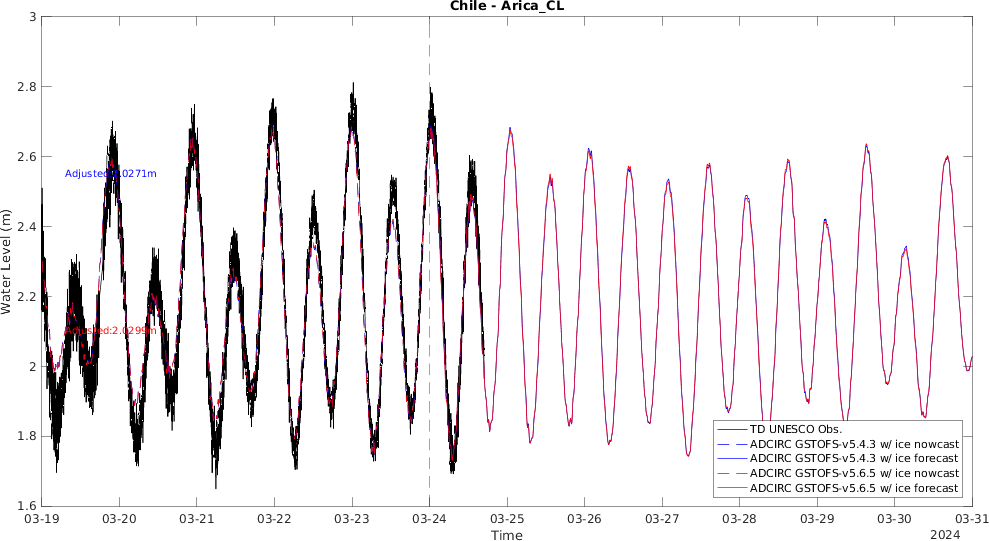 Chile - Arica_CL
3
2.8
2.6
2.4
2.2
2
1.8
1.6
Water Level (m)
Adjusted:2.0271m
Adjusted:2.0299m
TD UNESCO Obs.
ADCIRC GSTOFS-v5.4.3 w/ ice nowcast
ADCIRC GSTOFS-v5.4.3 w/ ice forecast
ADCIRC GSTOFS-v5.6.5 w/ ice nowcast
ADCIRC GSTOFS-v5.6.5 w/ ice forecast
03-19 03-20 03-21 03-22 03-23 03-24 03-25 03-26 03-27 03-28 03-29 03-30 03-31
Time
2024